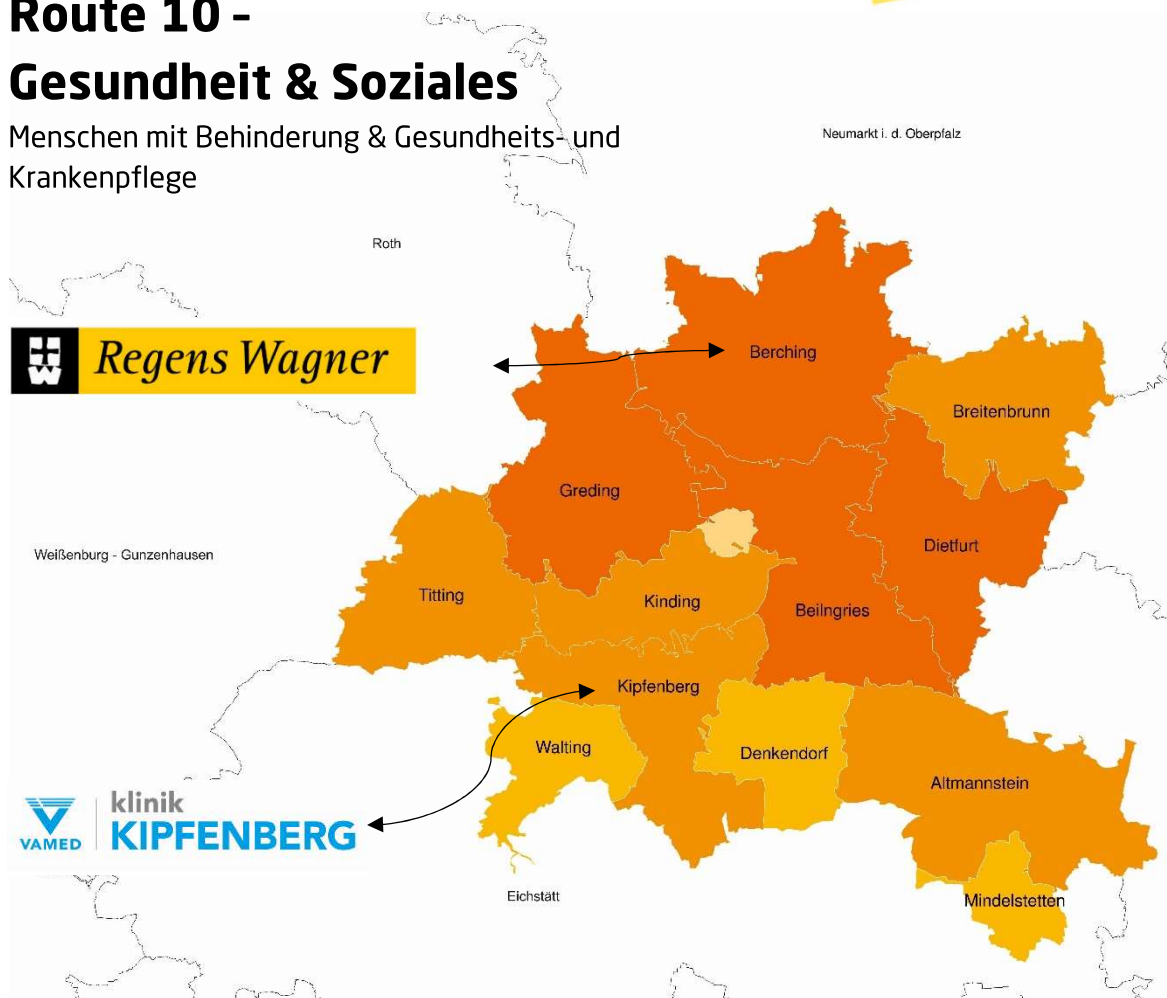 Route 10 –
Gesundheit & Soziales
Menschen mit Behinderung & Gesundheits- und
Krankenpflege
Neumarkt i. d. Oberpfalz
Roth
Regens Wagner
Berching
Breitenbrunn
Greding
Weißenburg - Gunzenhausen
Dietfurt
Titting
Kinding
Beilngries
Kipfenberg
Walting
Denkendorf
Altmannstein
klinik
VAMED
KIPFENBERG
Eichstätt
Mindelstetten